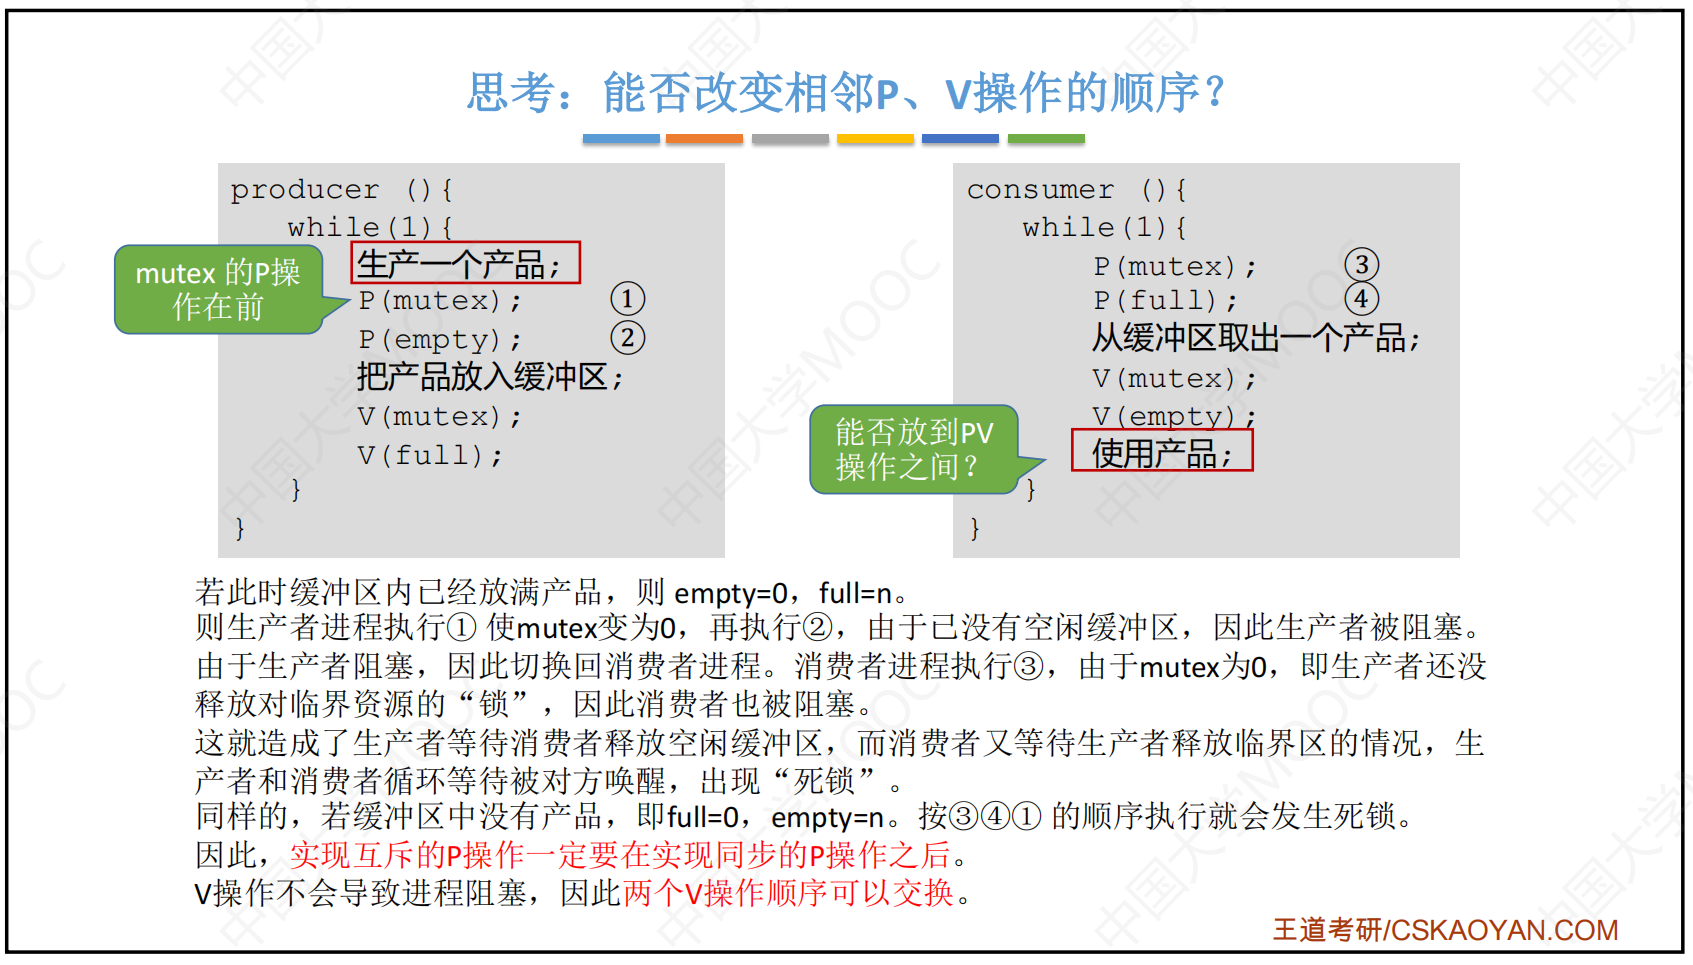 思考：能否改变相邻P、V操作的顺序？
producer (){
while(1){
生产一个产品;
P(mutex); ①
P(empty); ②
把产品放入缓冲区;
V(mutex);
V(full);
}
}
mutex 的P操
作在前
consumer (){
while(1){
P(mutex); ③
P(full); ④
从缓冲区取出一个产品;
V(mutex);
V(empty);
使用产品;
}
}
能否放到PV
操作之间？
若此时缓冲区内已经放满产品，则 empty=0，full=n。
则生产者进程执行① 使mutex变为0，再执行②，由于已没有空闲缓冲区，因此生产者被阻塞。
由于生产者阻塞，因此切换回消费者进程。消费者进程执行③，由于mutex为0，即生产者还没
释放对临界资源的“锁”，因此消费者也被阻塞。
这就造成了生产者等待消费者释放空闲缓冲区，而消费者又等待生产者释放临界区的情况，生
产者和消费者循环等待被对方唤醒，出现“死锁”。
同样的，若缓冲区中没有产品，即full=0，empty=n。按③④① 的顺序执行就会发生死锁。
因此，实现互斥的P操作一定要在实现同步的P操作之后。
V操作不会导致进程阻塞，因此两个V操作顺序可以交换。
王道考研/CSKAOYAN.COM
中国大学MOOC